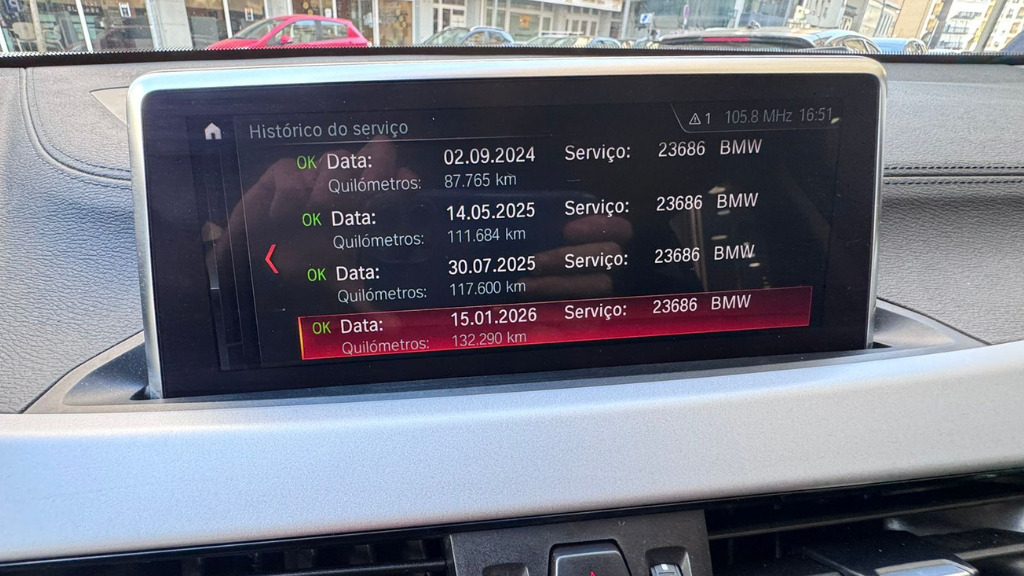 Histórico do serviço 1 105.8 MHz 16:51
OK Data: 02.09.2024 Serviço: 23686 BMW
Quilómetros: 87.765 km
OK Data: 14.05.2025 Serviço: 23686 BMW
Quilómetros: 111.684 km
OK Data: 30.07.2025 Serviço: 23686 BMW
Quilómetros: 117.600 km
OK Data: 15.01.2026 Serviço: 23686 BMW
Quilómetros: 132.290 km